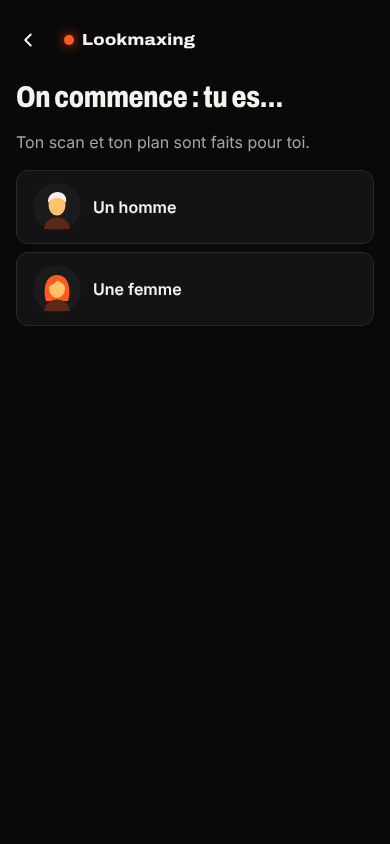 Lookmaxing
On commence : tu es...
Ton scan et ton plan sont faits pour toi.
Un homme
Une femme